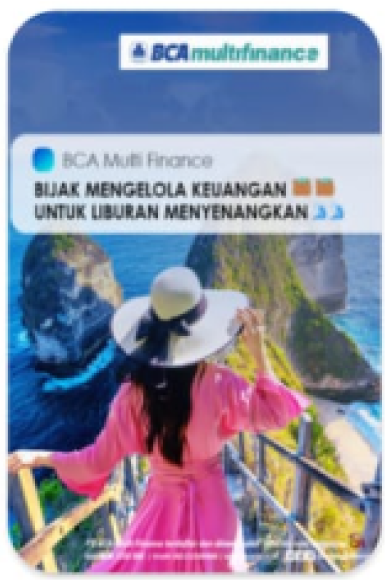 BCA multifinance
BCA Multi Finance
BIJAK MENGELOLA KEUANGAN
UNTUK LIBURAN MENYENANGKAN